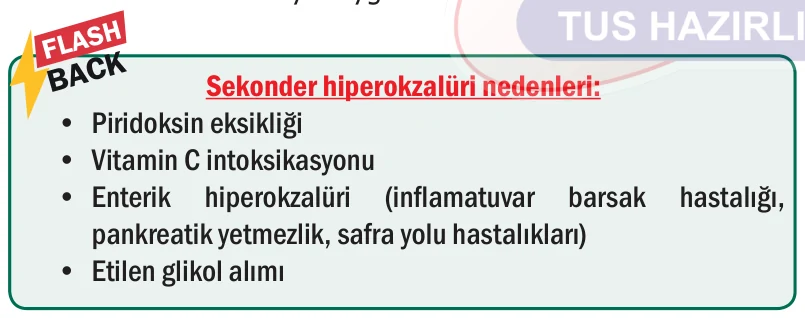 TUS HAZIRLI
FLASH
BACK
Sekonder hiperokzalüri nedenleri:
• Piridoksin eksikliği
• Vitamin C intoksikasyonu
• Enterik hiperokzalüri (inflamatuvar barsak hastalığı,
pankreatik yetmezlik, safra yolu hastalıkları)
• Etilen glikol alımı